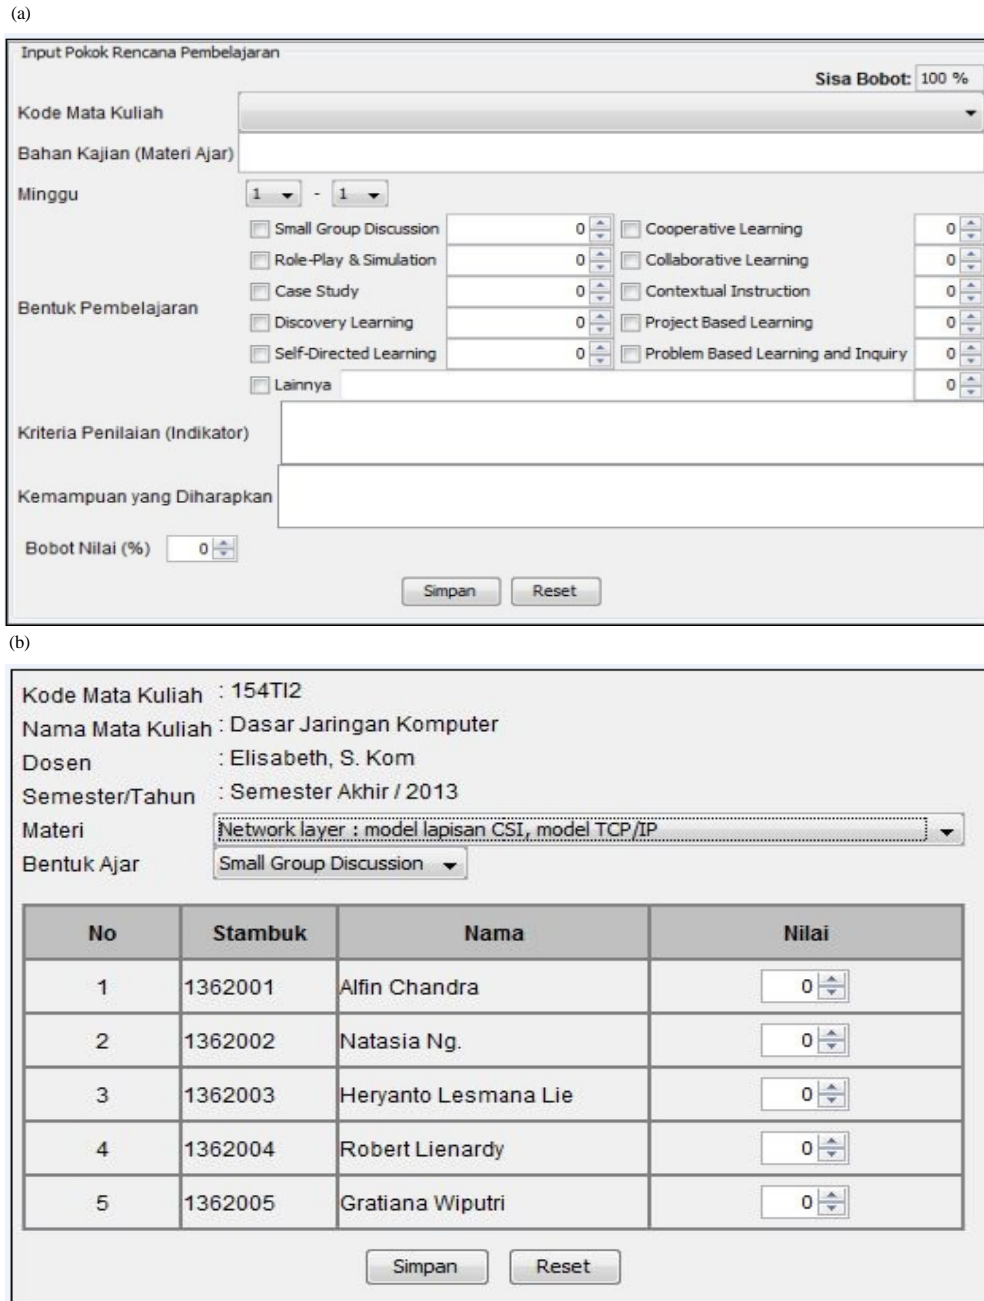 (a)
Input Pokok Rencana Pembelajaran
Sisa Bobot: 100 %
Kode Mata Kuliah
Bahan Kajian (Materi Ajar)
Minggu 1 - 1
Bentuk Pembelajaran
Small Group Discussion 0 Cooperative Learning 0
Role-Play & Simulation 0 Collaborative Learning 0
Case Study 0 Contextual Instruction 0
Discovery Learning 0 Project Based Learning 0
Self-Directed Learning 0 Problem Based Learning and Inquiry 0
Lainnya 0
Kriteria Penilaian (Indikator)
Kemampuan yang Diharapkan
Bobot Nilai (%) 0
Simpan Reset
(b)
Kode Mata Kuliah : 154TI2
Nama Mata Kuliah : Dasar Jaringan Komputer
Dosen : Elisabeth, S. Kom
Semester/Tahun : Semester Akhir / 2013
Materi Network layer : model lapisan CSI, model TCP/IP
Bentuk Ajar Small Group Discussion
No Stambuk Nama Nilai
1 1362001 Alfin Chandra 0
2 1362002 Natasia Ng. 0
3 1362003 Heryanto Lesmana Lie 0
4 1362004 Robert Lienardy 0
5 1362005 Gratiana Wiputri 0
Simpan Reset